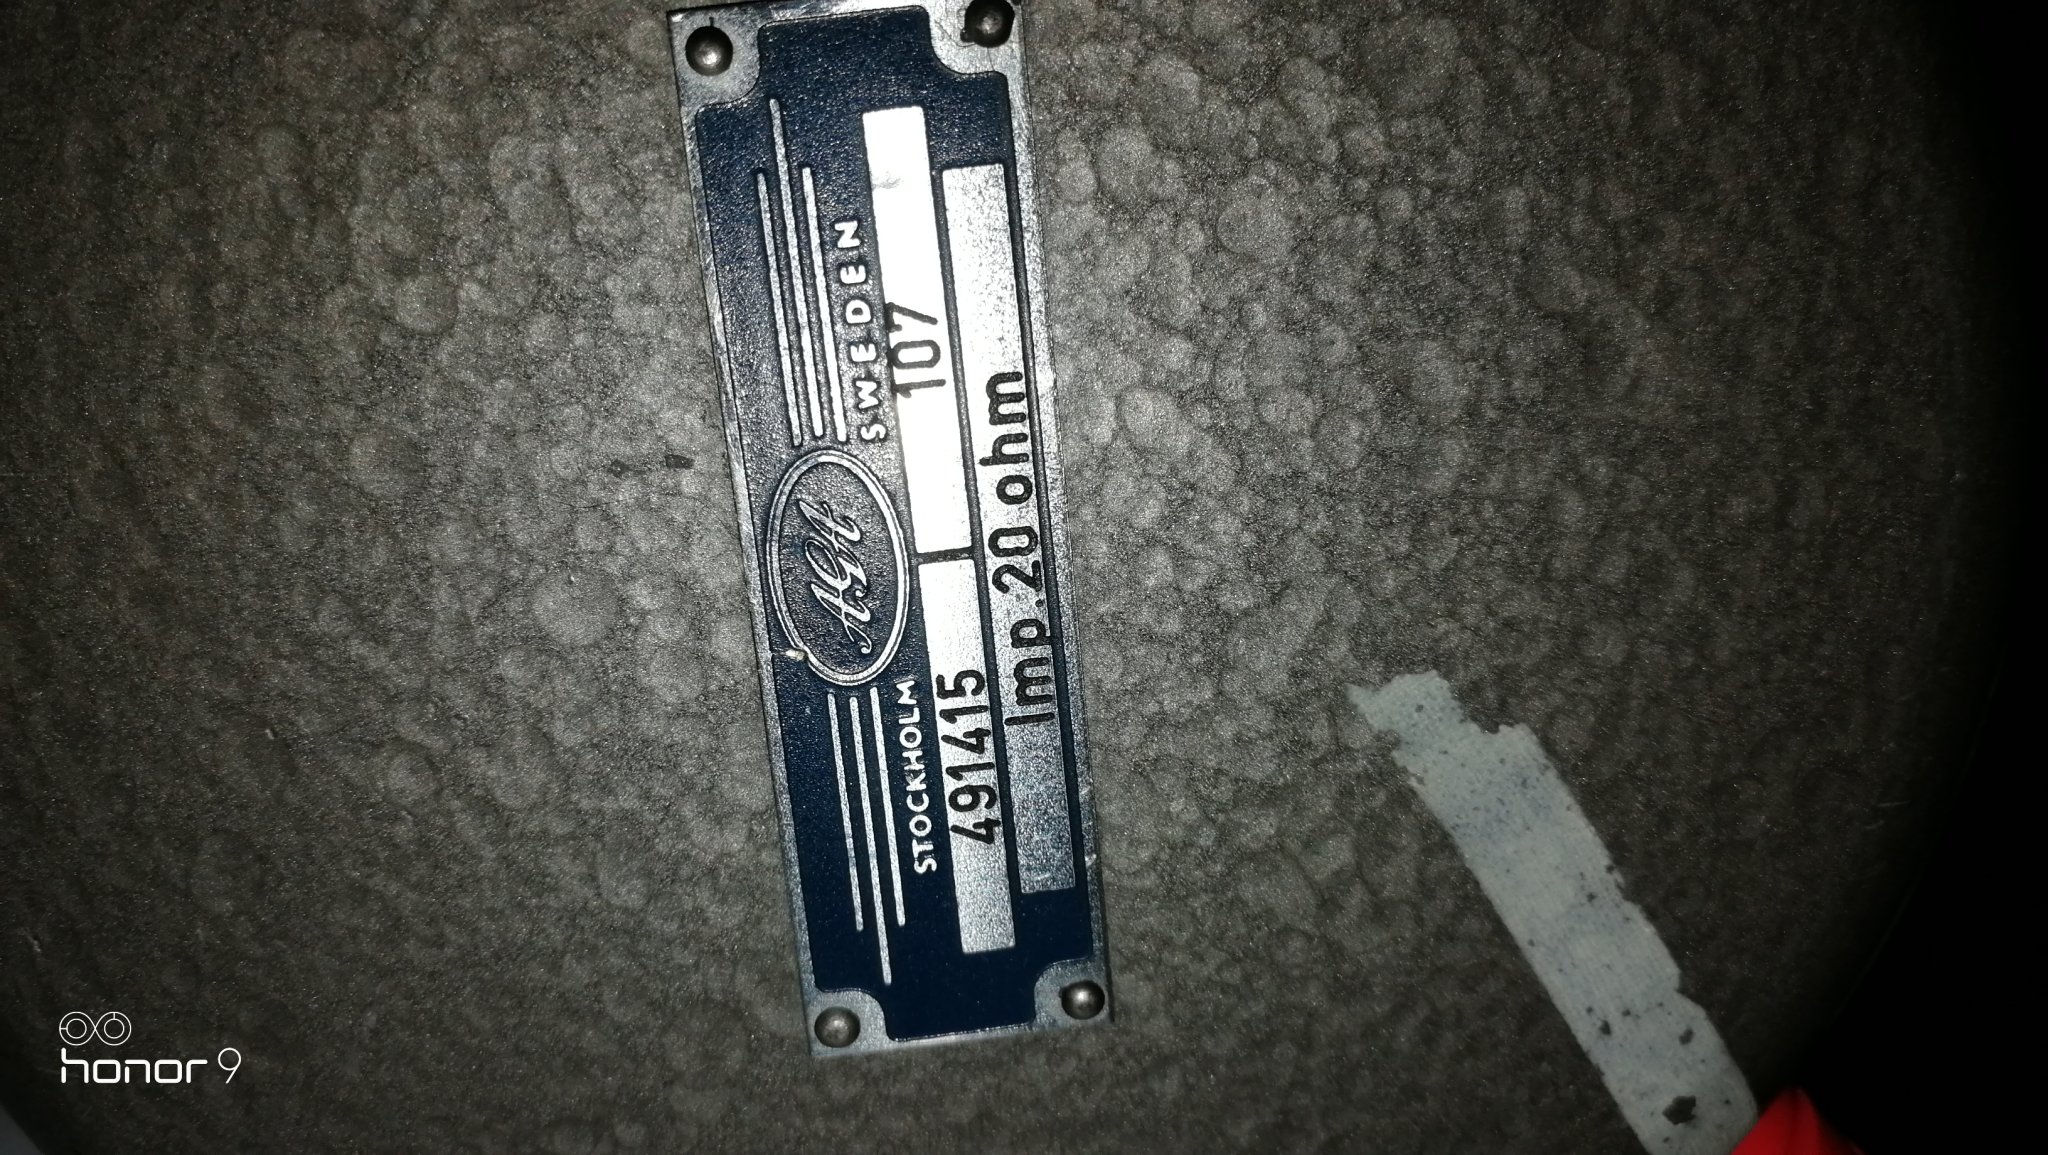 AGA
STOCKHOLM SWEDEN
491415 107
Imp.20 ohm
honor 9